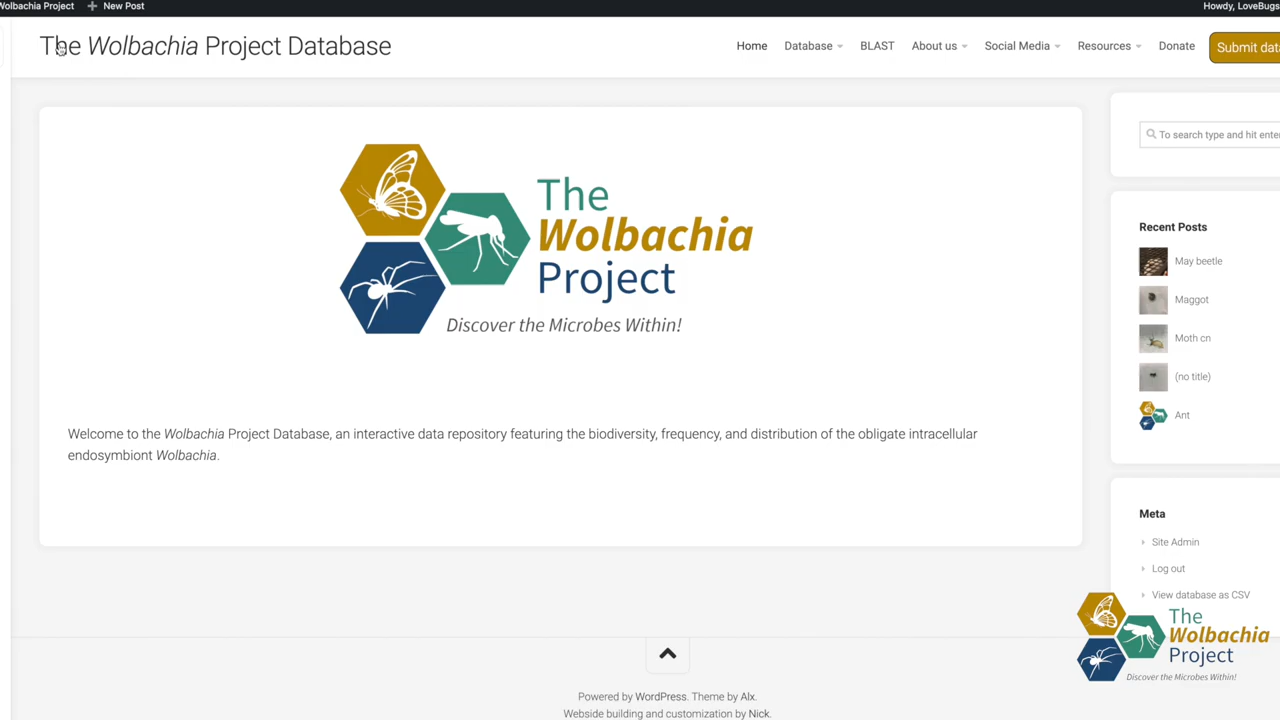 Wolbachia Project New Post Howdy, LoveBugs
The Wolbachia Project Database
Home Database BLAST About us Social Media Resources Donate Submit data
To search type and hit enter
The
Wolbachia
Project
Discover the Microbes Within!
Welcome to the Wolbachia Project Database, an interactive data repository featuring the biodiversity, frequency, and distribution of the obligate intracellular
endosymbiont Wolbachia.
Recent Posts
May beetle
Maggot
Moth cn
(no title)
Ant
Meta
Site Admin
Log out
View database as CSV
The
Wolbachia
Project
Discover the Microbes Within!
Powered by WordPress. Theme by Alx.
Webside building and customization by Nick.